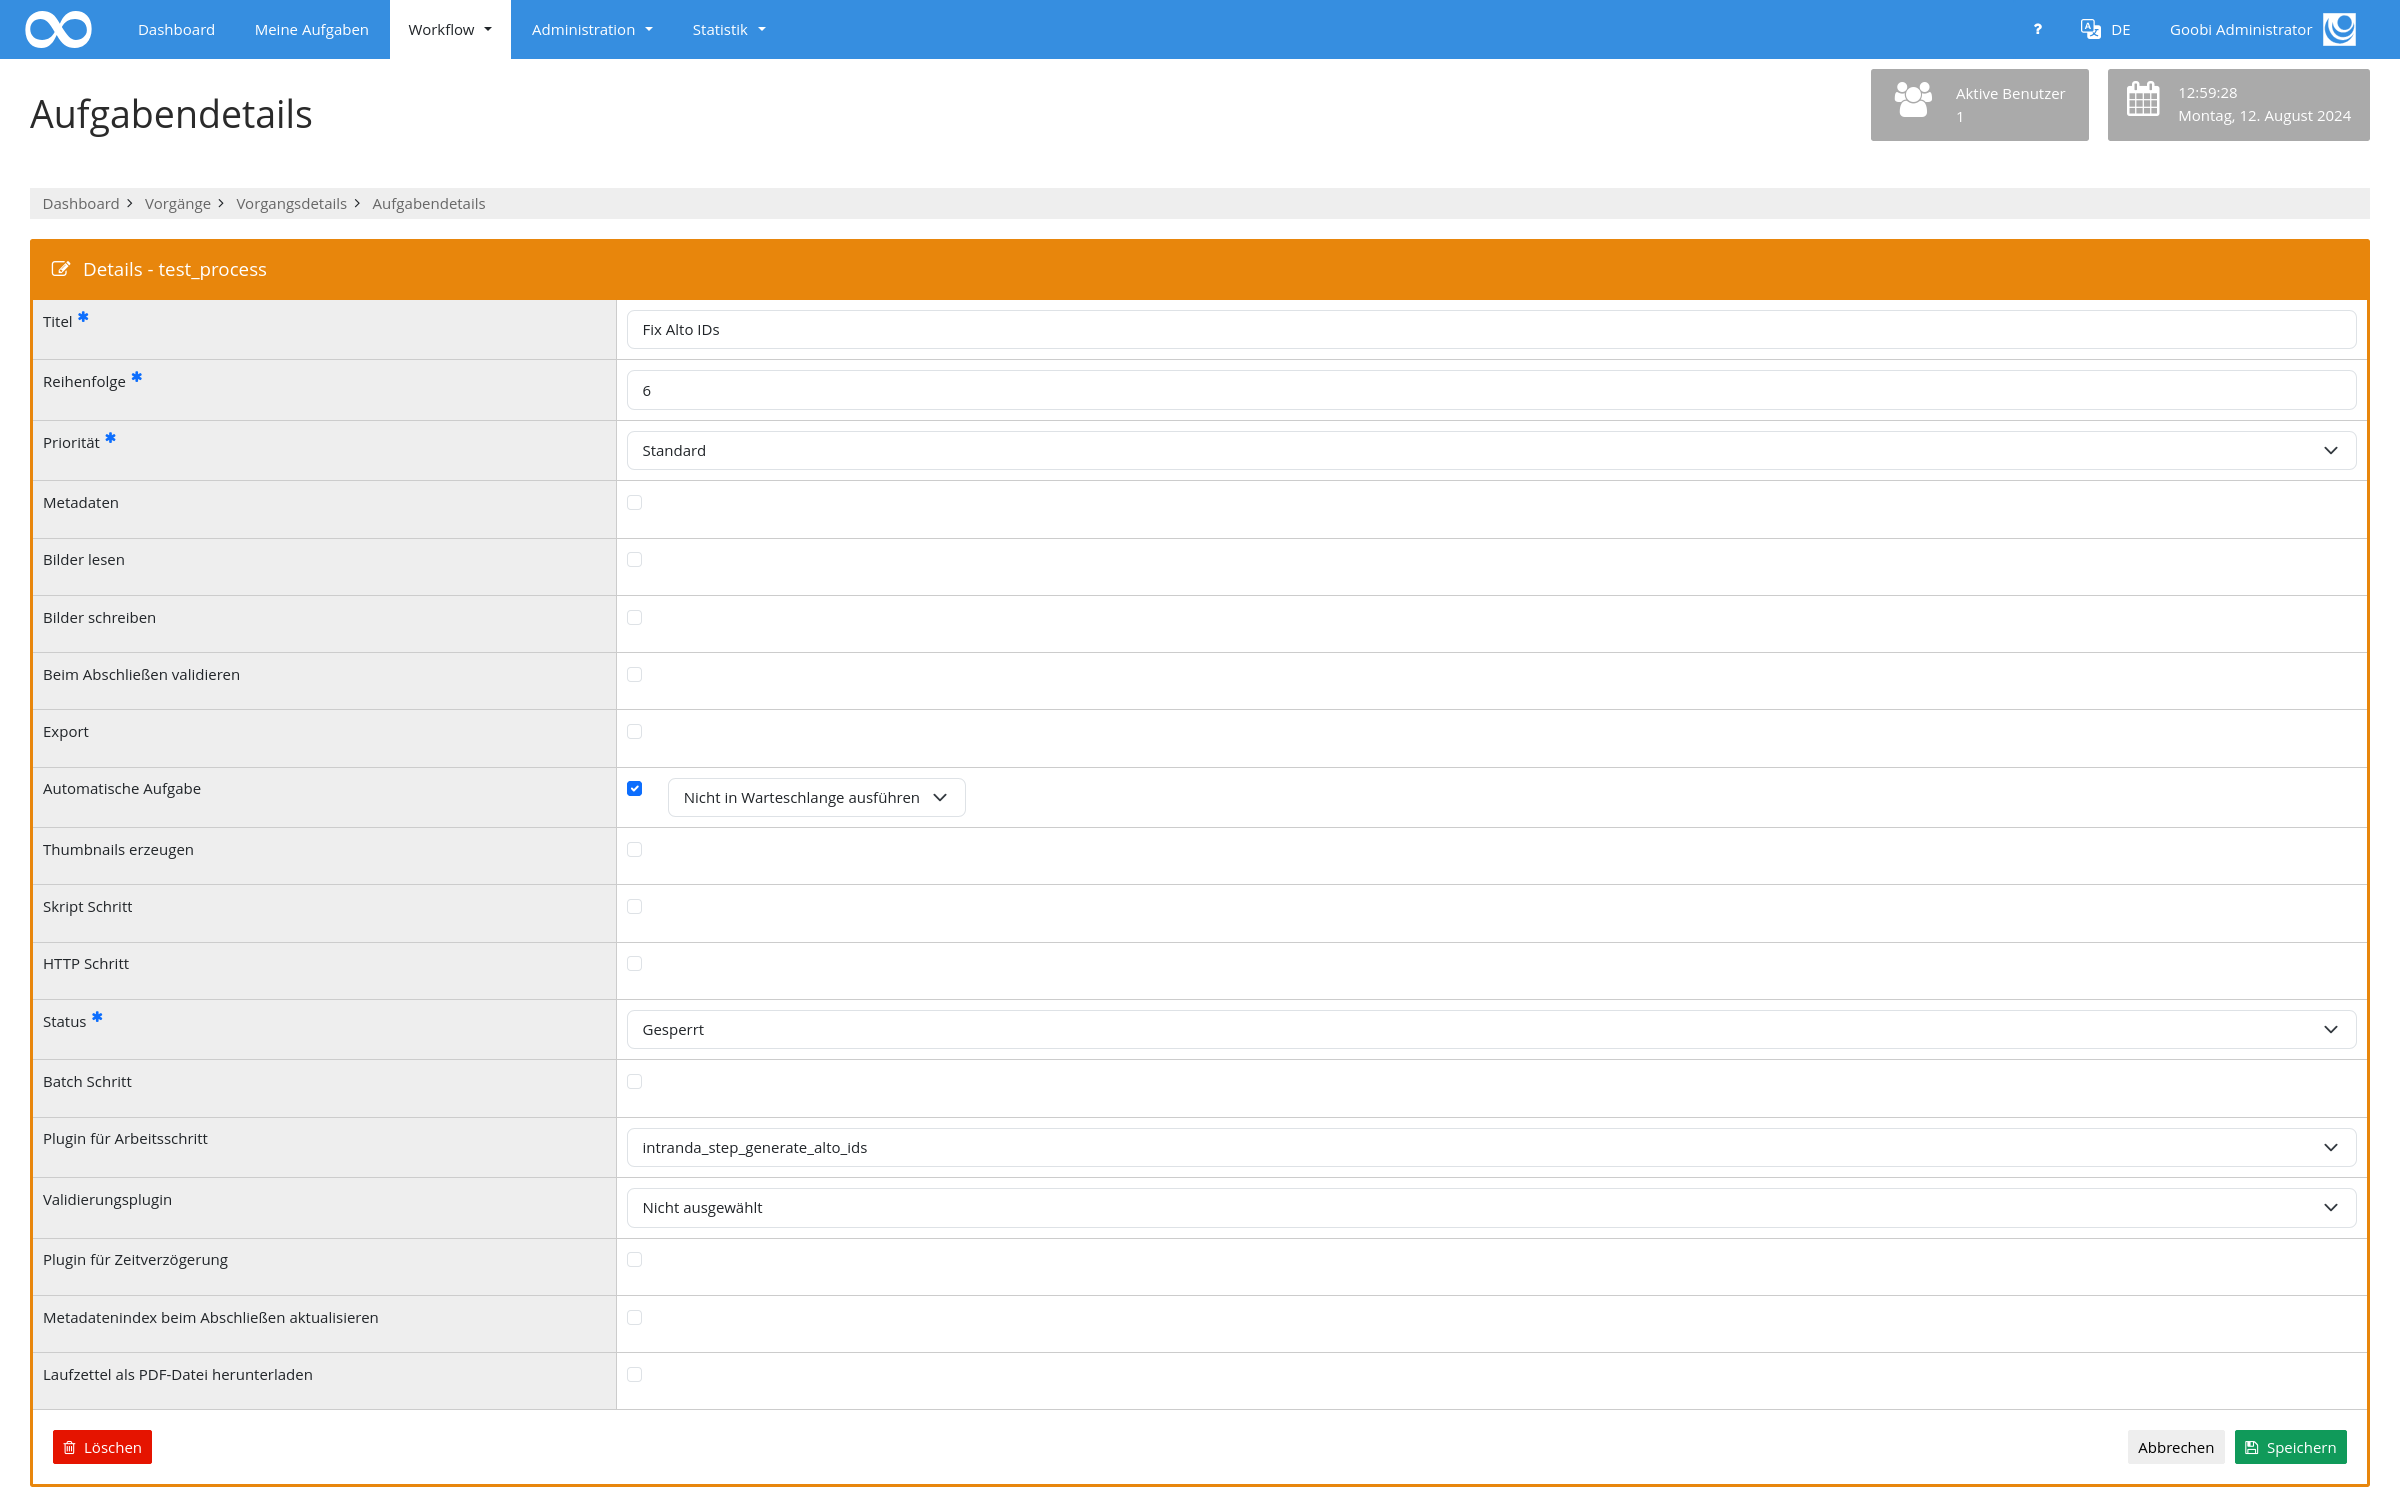 Dashboard Meine Aufgaben Workflow Administration Statistik ? DE Goobi Administrator
Aufgabendetails
Aktive Benutzer
1
12:59:28
Montag, 12. August 2024
Dashboard Vorgänge Vorgangsdetails Aufgabendetails
Details - test_process
Titel
Fix Alto IDs
Reihenfolge
6
Priorität
Standard
Metadaten
Bilder lesen
Bilder schreiben
Beim Abschließen validieren
Export
Automatische Aufgabe
Nicht in Warteschlange ausführen
Thumbnails erzeugen
Skript Schritt
HTTP Schritt
Status
Gesperrt
Batch Schritt
Plugin für Arbeitsschritt
intranda_step_generate_alto_ids
Validierungsplugin
Nicht ausgewählt
Plugin für Zeitverzögerung
Metadatenindex beim Abschließen aktualisieren
Laufzettel als PDF-Datei herunterladen
Löschen Abbrechen Speichern